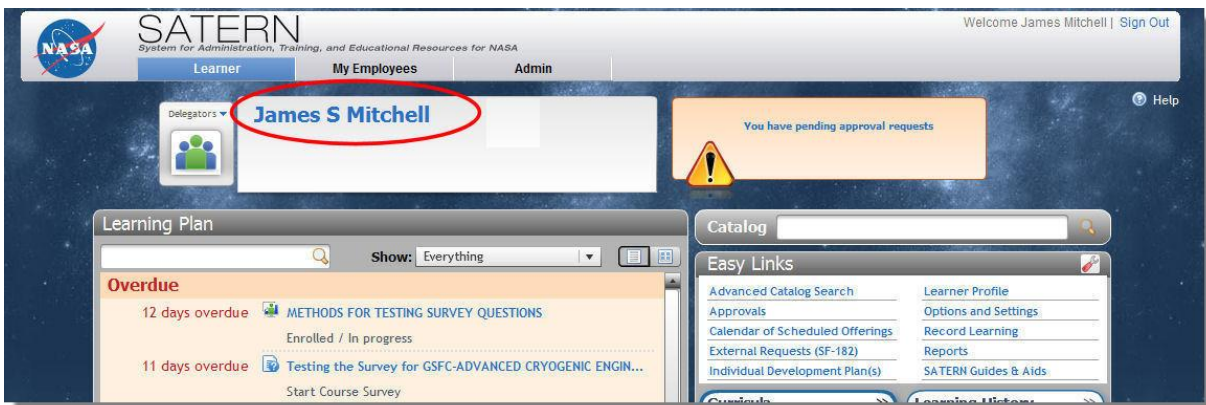 NASA
SATERN
System for Administration, Training, and Educational Resources for NASA
Welcome James Mitchell | Sign Out
Learner My Employees Admin
Help
Delegators
James S Mitchell
You have pending approval requests
Learning Plan
Show: Everything
Overdue
12 days overdue METHODS FOR TESTING SURVEY QUESTIONS
Enrolled / In progress
11 days overdue Testing the Survey for GSFC-ADVANCED CRYOGENIC ENGIN...
Start Course Survey
Catalog
Easy Links
Advanced Catalog Search Learner Profile
Approvals Options and Settings
Calendar of Scheduled Offerings Record Learning
External Requests (SF-182) Reports
Individual Development Plan(s) SATERN Guides & Aids
Curricula Learning History